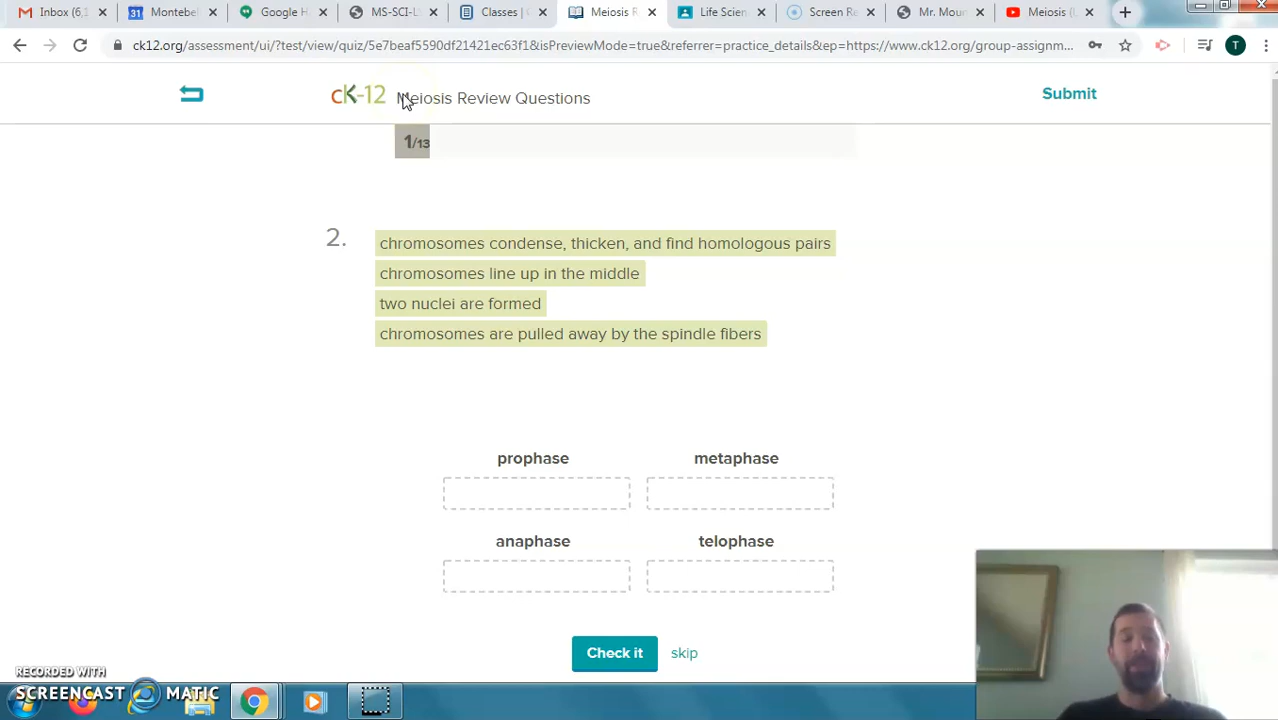 Inbox (6,1
Montebel
Google H
MS-SCI-LS
Classes | C
Meiosis R
Life Scien
Screen Re
Mr. Moun
Meiosis (U
ck12.org/assessment/ui/?test/view/quiz/5e7beaf5590df21421ec63f1&isPreviewMode=true&referrer=practice_details&ep=https://www.ck12.org/group-assignm...
T
cK-12 Meiosis Review Questions
Submit
1/13
2.
chromosomes condense, thicken, and find homologous pairs
chromosomes line up in the middle
two nuclei are formed
chromosomes are pulled away by the spindle fibers
prophase metaphase
anaphase telophase
Check it skip
RECORDED WITH
SCREENCAST MATIC